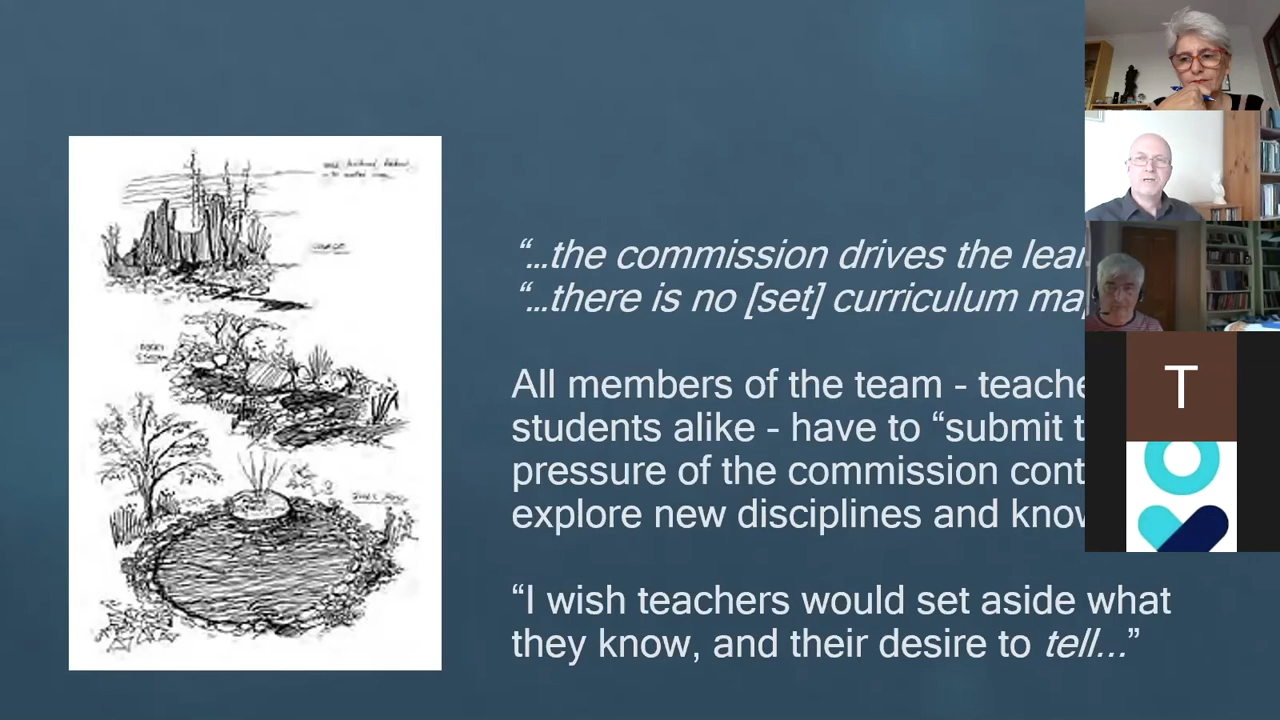 “...the commission drives the lear
“...there is no [set] curriculum ma
All members of the team - teache
students alike - have to “submit t
pressure of the commission cont
explore new disciplines and know
“I wish teachers would set aside what
they know, and their desire to tell...”
T